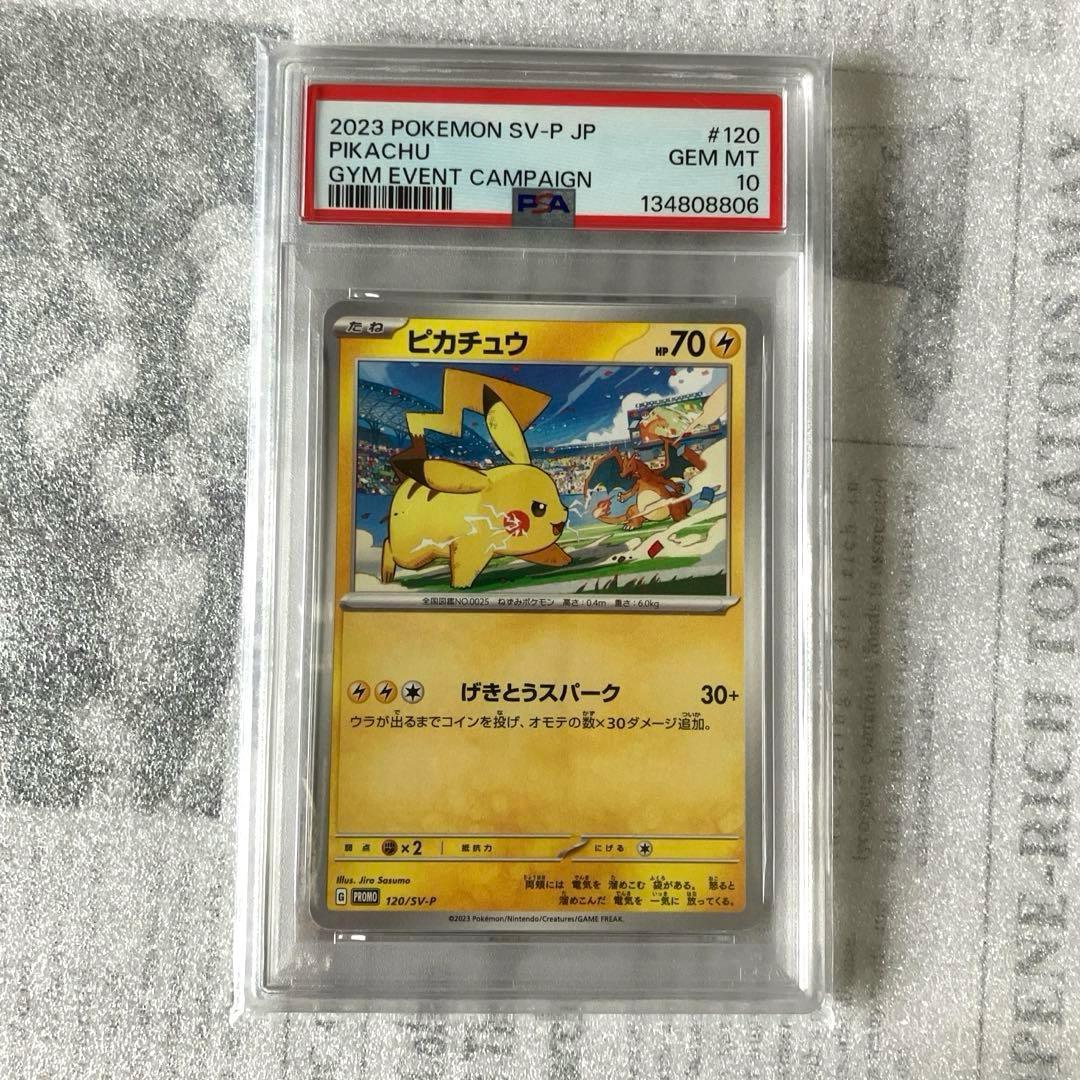 2023 POKEMON SV-P JP #120
PIKACHU GEM MT
GYM EVENT CAMPAIGN 10
PSA 134808806
たね ピカチュウ HP 70
全国図鑑NO.0025 ねずみポケモン 高さ:0.4m 重さ:6.0kg
げきとうスパーク 30+
ウラが出るまでコインを投げ、オモテの数×30ダメージ追加。
弱点 ×2 抵抗力 にげる
Illus. Jiro Sasumo
両頬には 電気を 溜めこむ 袋がある。 怒ると
溜めこんだ 電気を 一気に 放ってくる。
G PROMO 120/SV-P
©2023 Pokémon/Nintendo/Creatures/GAME FREAK.